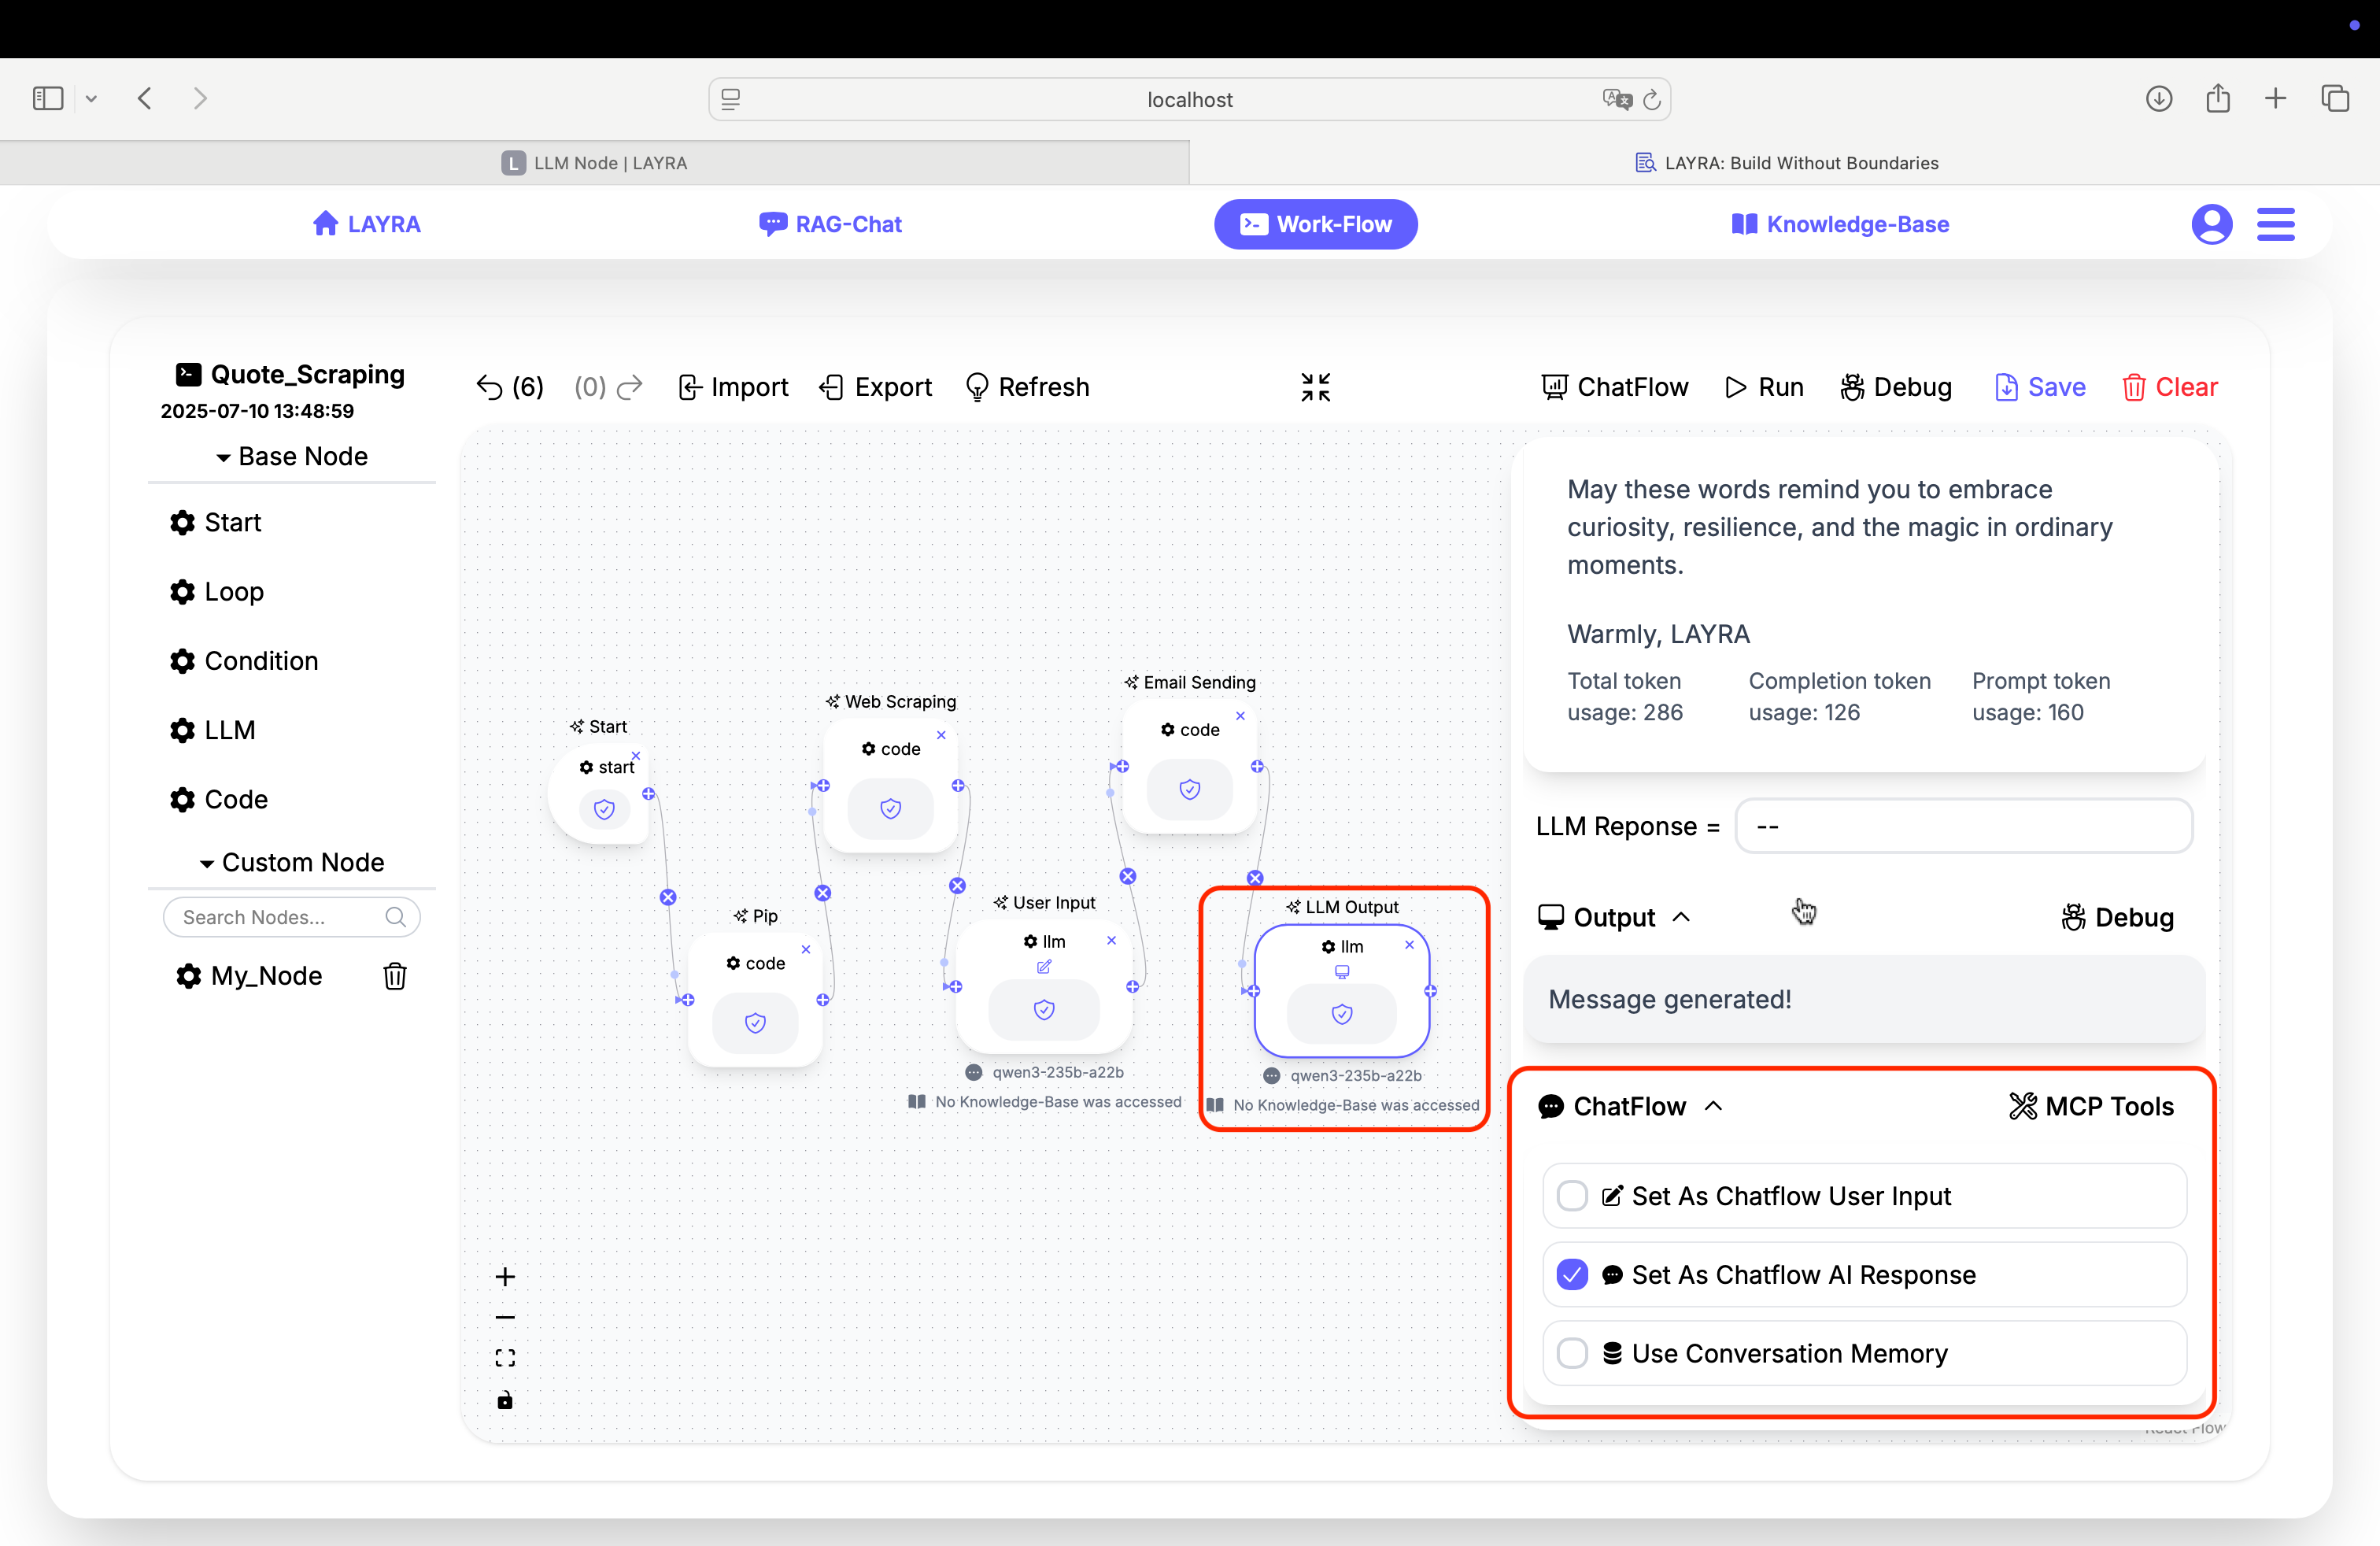 localhost
L LLM Node | LAYRA
LAYRA: Build Without Boundaries
LAYRA
RAG-Chat
Work-Flow
Knowledge-Base
Quote_Scraping
2025-07-10 13:48:59
(6)
(0)
Import
Export
Refresh
ChatFlow
Run
Debug
Save
Clear
Base Node
Start
Loop
Condition
LLM
Code
Custom Node
Search Nodes...
My_Node
Start
start
Pip
code
Web Scraping
code
User Input
llm
qwen3-235b-a22b
No Knowledge-Base was accessed
Email Sending
code
LLM Output
llm
qwen3-235b-a22b
No Knowledge-Base was accessed
May these words remind you to embrace
curiosity, resilience, and the magic in ordinary
moments.
Warmly, LAYRA
Total token
usage: 286
Completion token
usage: 126
Prompt token
usage: 160
LLM Reponse = --
Output
Debug
Message generated!
ChatFlow
MCP Tools
Set As Chatflow User Input
Set As Chatflow AI Response
Use Conversation Memory
React Flow